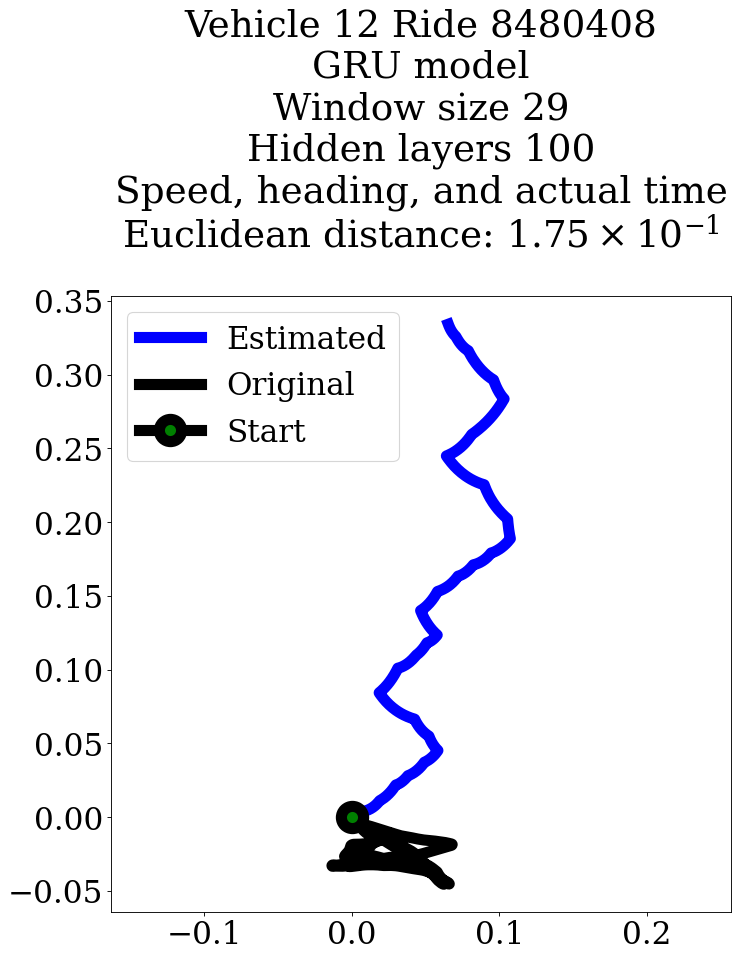 Vehicle 12 Ride 8480408
GRU model
Window size 29
Hidden layers 100
Speed, heading, and actual time
Euclidean distance: 1.75 × 10⁻¹
Estimated
Original
Start
0.35
0.30
0.25
0.20
0.15
0.10
0.05
0.00
−0.05
−0.1 0.0 0.1 0.2